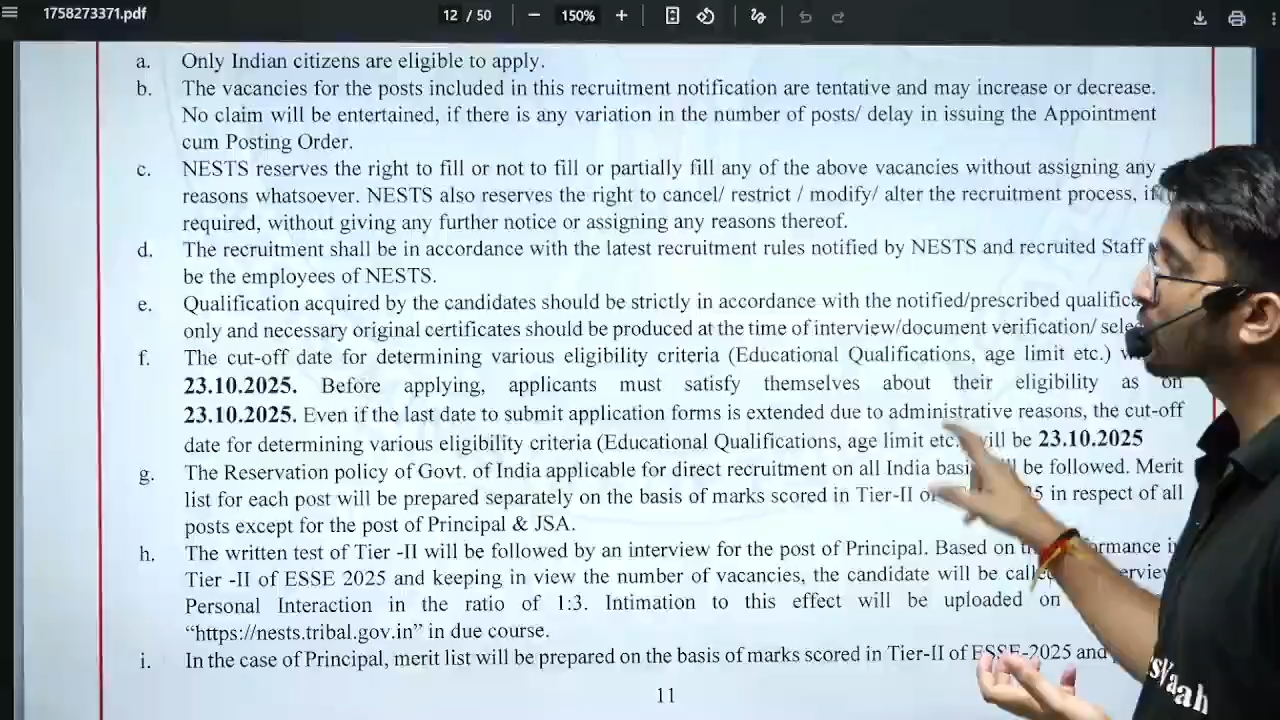 1758273371.pdf
12 / 50
150%
a. Only Indian citizens are eligible to apply.
b. The vacancies for the posts included in this recruitment notification are tentative and may increase or decrease.
No claim will be entertained, if there is any variation in the number of posts/ delay in issuing the Appointment
cum Posting Order.
c. NESTS reserves the right to fill or not to fill or partially fill any of the above vacancies without assigning any
reasons whatsoever. NESTS also reserves the right to cancel/ restrict / modify/ alter the recruitment process, if
required, without giving any further notice or assigning any reasons thereof.
d. The recruitment shall be in accordance with the latest recruitment rules notified by NESTS and recruited Staff
be the employees of NESTS.
e. Qualification acquired by the candidates should be strictly in accordance with the notified/prescribed
only and necessary original certificates should be produced at the time of interview/document verification/
f. The cut-off date for determining various eligibility criteria (Educational Qualifications, age limit etc.)
23.10.2025. Before applying, applicants must satisfy themselves about their eligibility as on
23.10.2025. Even if the last date to submit application forms is extended due to administrative reasons, the cut-off
date for determining various eligibility criteria (Educational Qualifications, age limit etc. will be 23.10.2025
g. The Reservation policy of Govt. of India applicable for direct recruitment on all India be followed. Merit
list for each post will be prepared separately on the basis of marks scored in Tier-II in respect of all
posts except for the post of Principal & JSA.
h. The written test of Tier -II will be followed by an interview for the post of Principal. Based on
Tier -II of ESSE 2025 and keeping in view the number of vacancies, the candidate will be
Personal Interaction in the ratio of 1:3. Intimation to this effect will be uploaded on
“https://nests.tribal.gov.in” in due course.
i. In the case of Principal, merit list will be prepared on the basis of marks scored in Tier-II of ESSE-2025 and
11